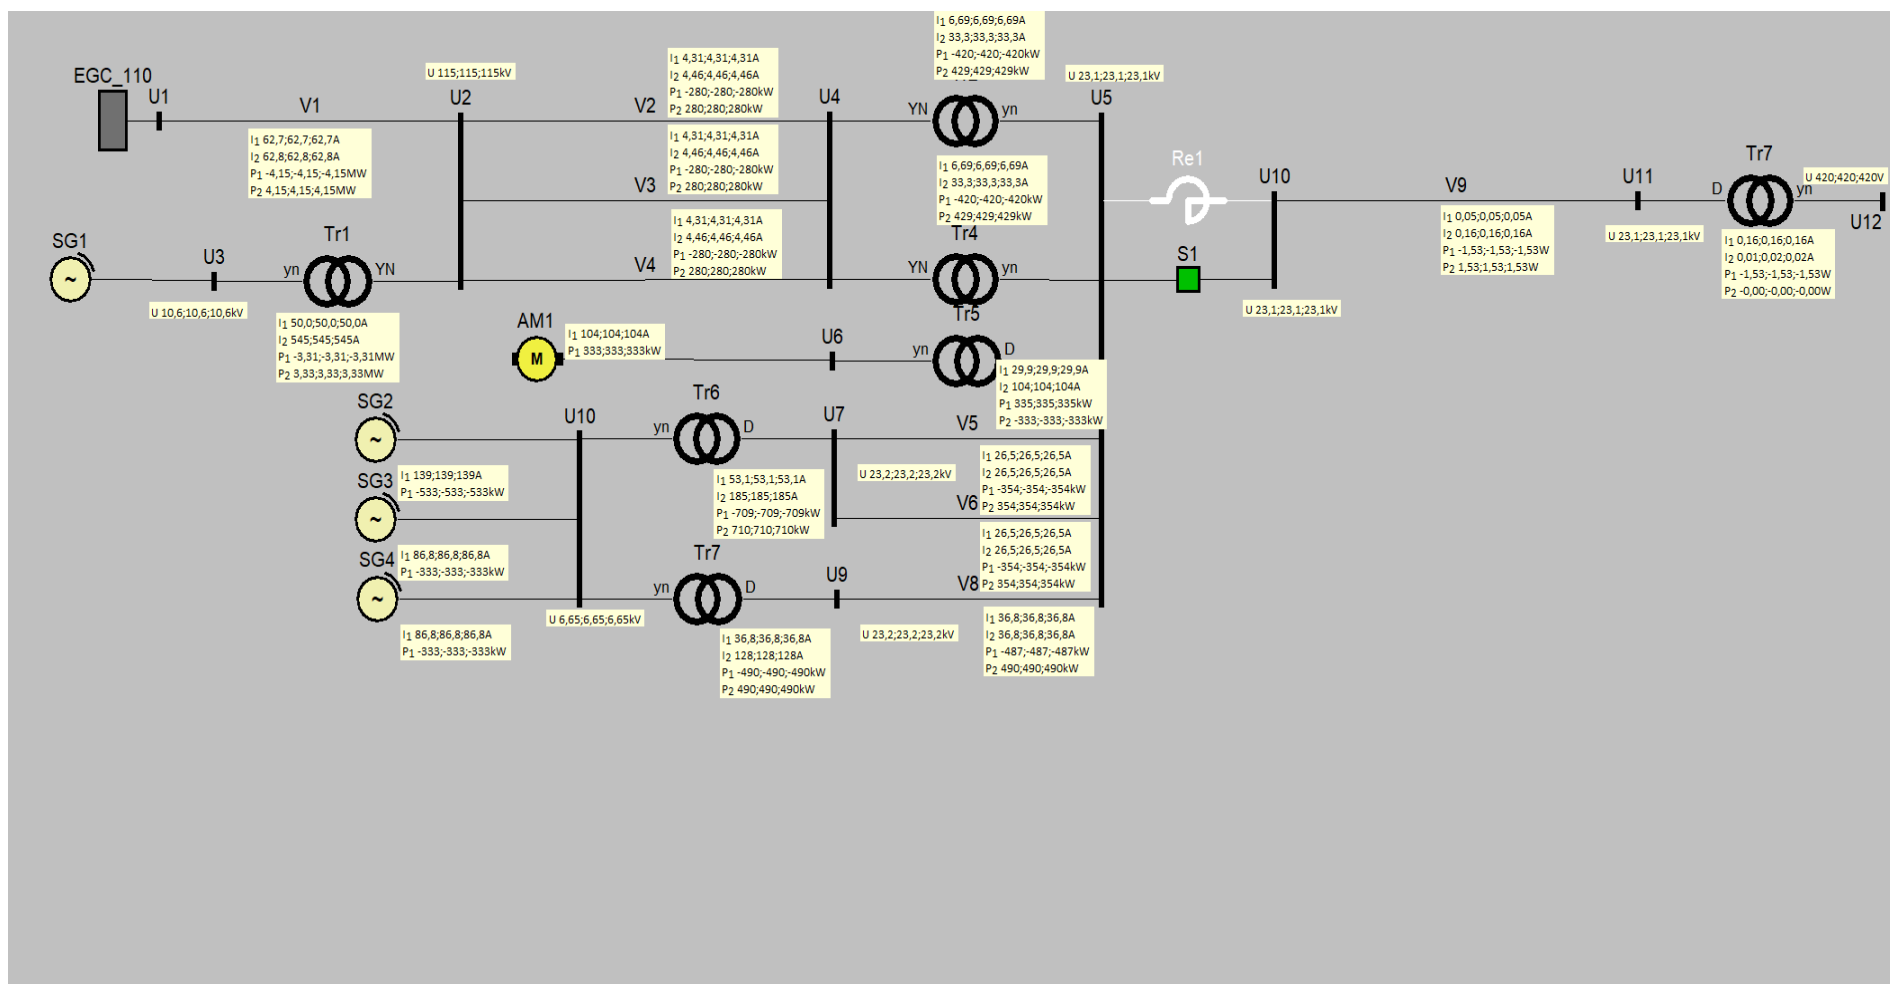 I1 6,69;6,69;6,69A
I2 33,3;33,3;33,3A
P1 -420;-420;-420kW
P2 429;429;429kW
EGC_110
U1
V1
U 115;115;115kV
U2
I1 4,31;4,31;4,31A
I2 4,46;4,46;4,46A
P1 -280;-280;-280kW
P2 280;280;280kW
V2
U4
YN
yn
U 23,1;23,1;23,1kV
U5
I1 62,7;62,7;62,7A
I2 62,8;62,8;62,8A
P1 -4,15;-4,15;-4,15MW
P2 4,15;4,15;4,15MW
I1 4,31;4,31;4,31A
I2 4,46;4,46;4,46A
P1 -280;-280;-280kW
P2 280;280;280kW
V3
I1 6,69;6,69;6,69A
I2 33,3;33,3;33,3A
P1 -420;-420;-420kW
P2 429;429;429kW
Re1
U10
V9
U11
Tr7
D
yn
U 420;420;420V
U12
I1 0,05;0,05;0,05A
I2 0,16;0,16;0,16A
P1 -1,53;-1,53;-1,53W
P2 1,53;1,53;1,53W
U 23,1;23,1;23,1kV
I1 0,16;0,16;0,16A
I2 0,01;0,02;0,02A
P1 -1,53;-1,53;-1,53W
P2 -0,00;-0,00;-0,00W
SG1
U3
Tr1
yn
YN
U 10,6;10,6;10,6kV
I1 50,0;50,0;50,0A
I2 545;545;545A
P1 -3,31;-3,31;-3,31MW
P2 3,33;3,33;3,33MW
I1 4,31;4,31;4,31A
I2 4,46;4,46;4,46A
P1 -280;-280;-280kW
P2 280;280;280kW
V4
Tr4
YN
yn
S1
U 23,1;23,1;23,1kV
AM1
M
I1 104;104;104A
P1 333;333;333kW
U6
Tr5
yn
D
I1 29,9;29,9;29,9A
I2 104;104;104A
P1 335;335;335kW
P2 -333;-333;-333kW
SG2
U10
Tr6
yn
D
U7
V5
I1 139;139;139A
P1 -533;-533;-533kW
I1 53,1;53,1;53,1A
I2 185;185;185A
P1 -709;-709;-709kW
P2 710;710;710kW
U 23,2;23,2;23,2kV
I1 26,5;26,5;26,5A
I2 26,5;26,5;26,5A
P1 -354;-354;-354kW
P2 354;354;354kW
SG3
V6
I1 86,8;86,8;86,8A
P1 -333;-333;-333kW
I1 26,5;26,5;26,5A
I2 26,5;26,5;26,5A
P1 -354;-354;-354kW
P2 354;354;354kW
SG4
Tr7
yn
D
U9
V8
U 6,65;6,65;6,65kV
I1 86,8;86,8;86,8A
P1 -333;-333;-333kW
I1 36,8;36,8;36,8A
I2 128;128;128A
P1 -490;-490;-490kW
P2 490;490;490kW
U 23,2;23,2;23,2kV
I1 36,8;36,8;36,8A
I2 36,8;36,8;36,8A
P1 -487;-487;-487kW
P2 490;490;490kW